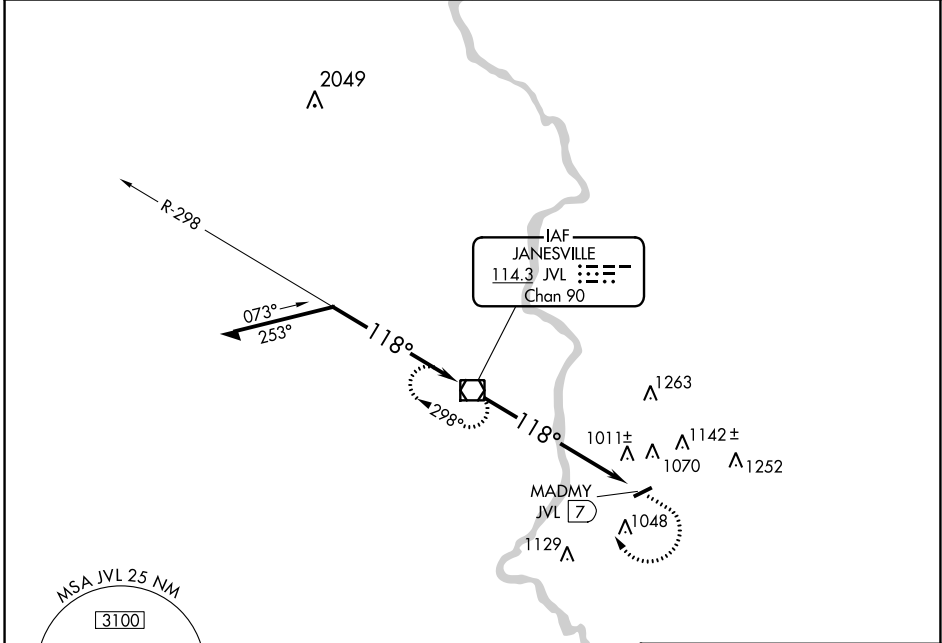 2049
R-298
IAF
JANESVILLE
114.3 JVL
Chan 90
073°
253°
118°
298°
118°
1263
1011±
1142±
1070
1252
MADMY
JVL 7
1048
1129
MSA JVL 25 NM
3100